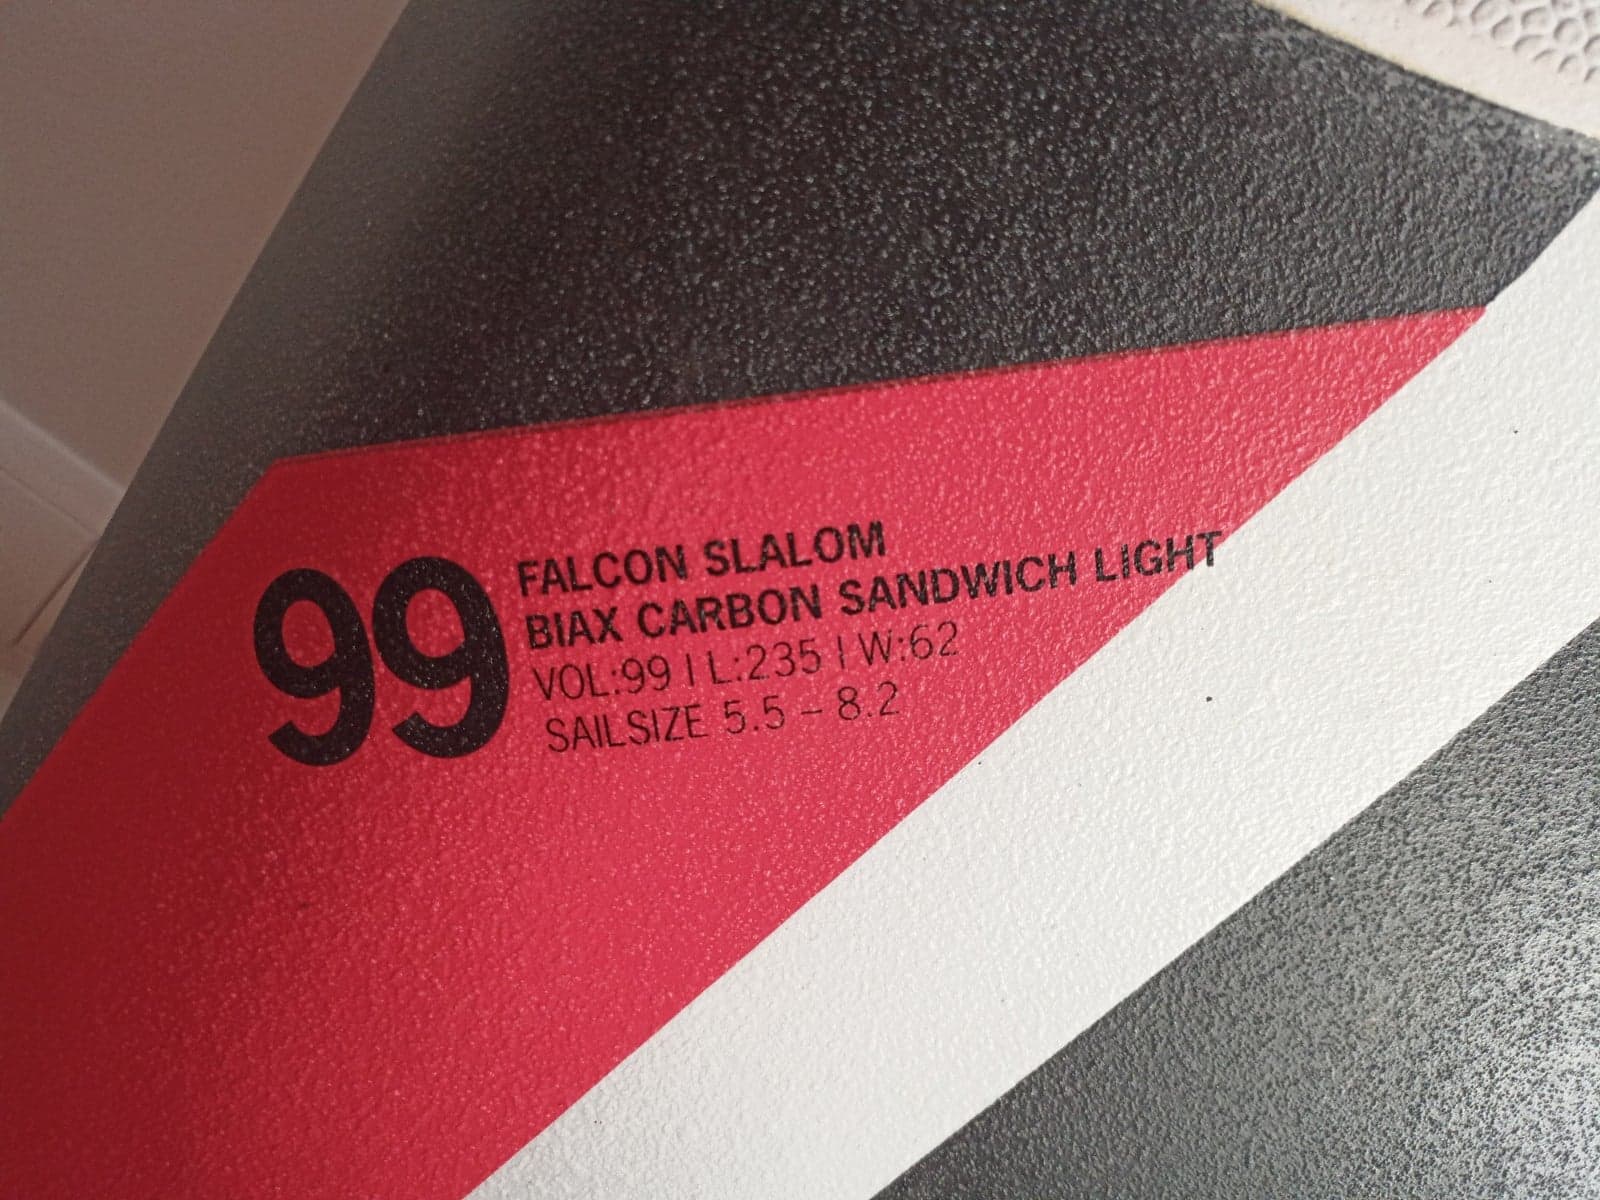 99
FALCON SLALOM
BIAX CARBON SANDWICH LIGHT
VOL:99 | L:235 | W:62
SAILSIZE 5.5 – 8.2